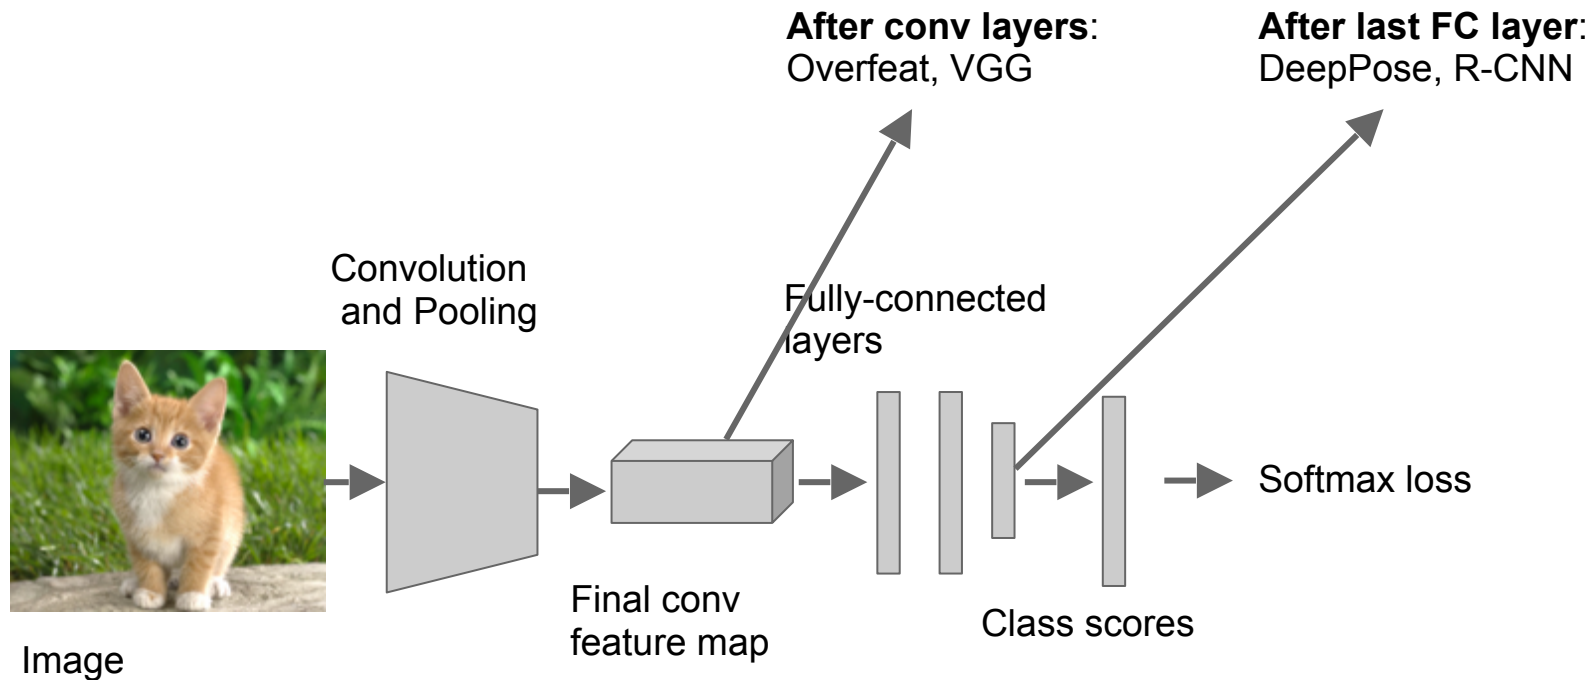 After conv layers:
Overfeat, VGG
After last FC layer:
DeepPose, R-CNN
Convolution
and Pooling
Fully-connected
layers
Softmax loss
Final conv
feature map
Class scores
Image